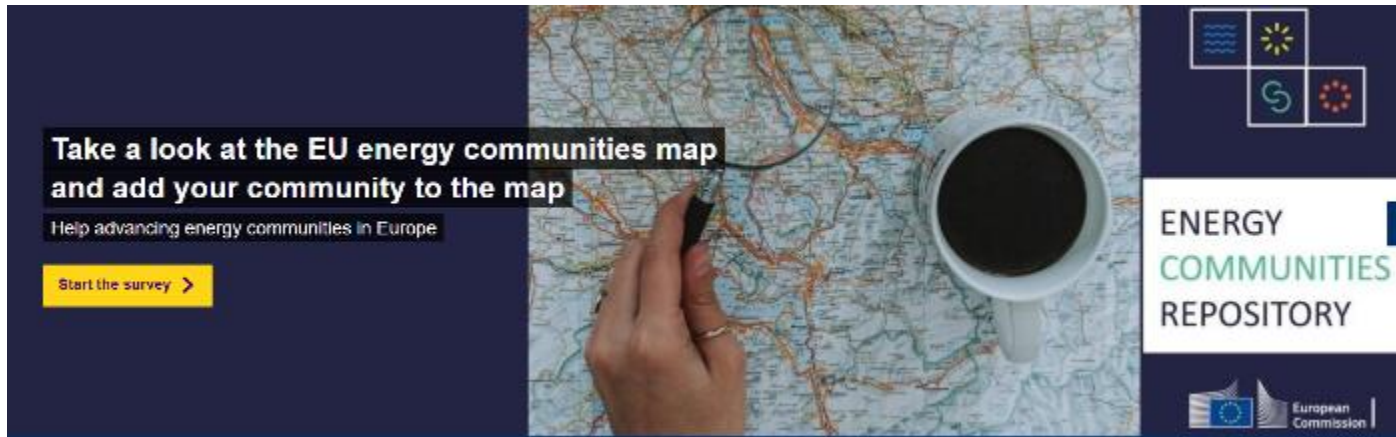 Take a look at the EU energy communities map
and add your community to the map
Help advancing energy communities in Europe
Start the survey
ENERGY
COMMUNITIES
REPOSITORY
European
Commission